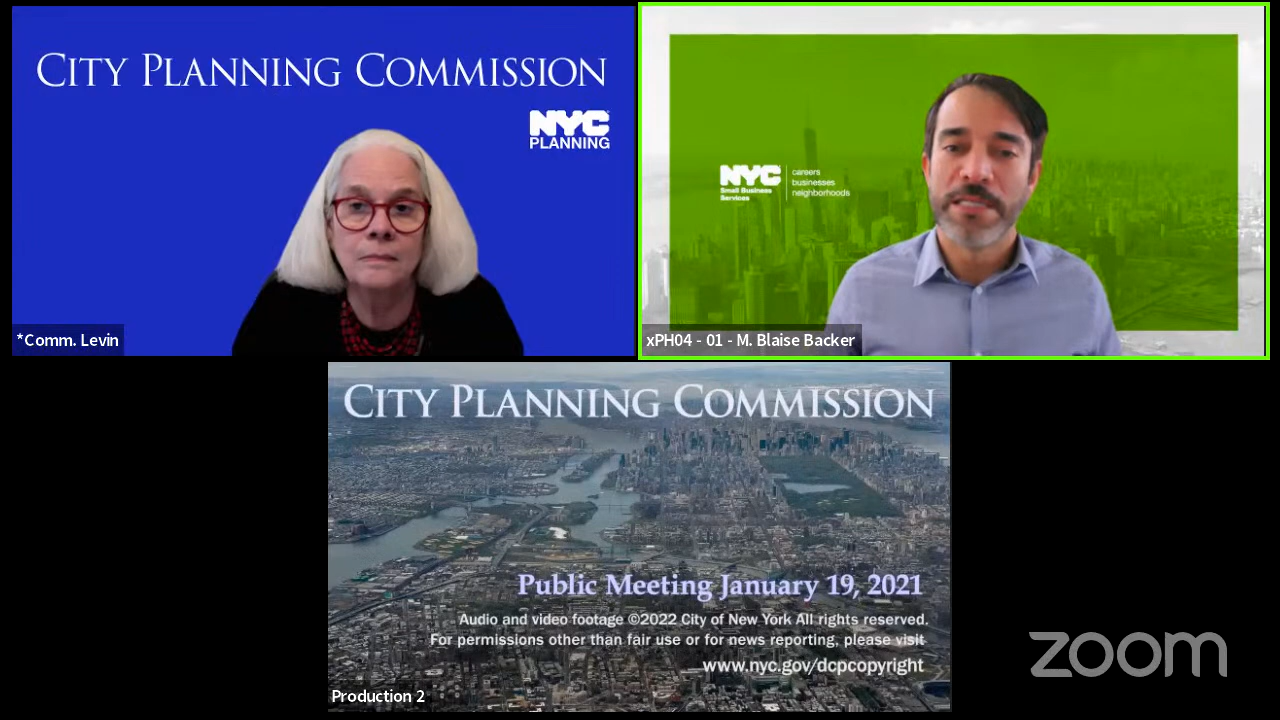 CITY PLANNING COMMISSION
NYC
PLANNING
*Comm. Levin
NYC
Small Business
Services
careers
businesses
neighborhoods
xPH04 - 01 - M. Blaise Backer
CITY PLANNING COMMISSION
Public Meeting January 19, 2021
Audio and video footage ©2022 City of New York All rights reserved.
For permissions other than fair use or for news reporting, please visit
www.nyc.gov/dcpcopyright
Production 2
zoom